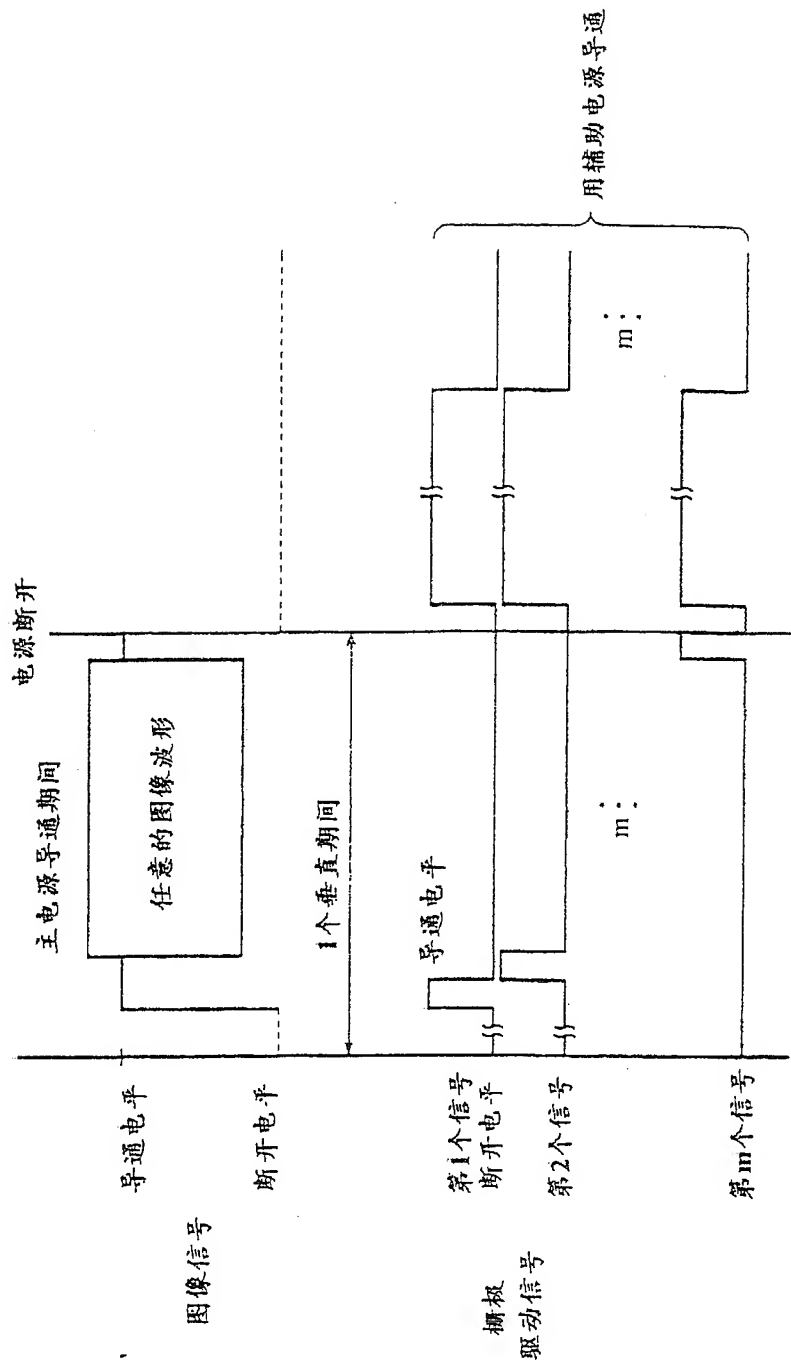 电源断开
主电源导通期间
任意的图像波形
1个垂直期间
图像信号
导通电平
断开电平
栅极
驱动信号
第1个信号
断开电平
导通电平
第2个信号
第m个信号
m
m
用辅助电源导通